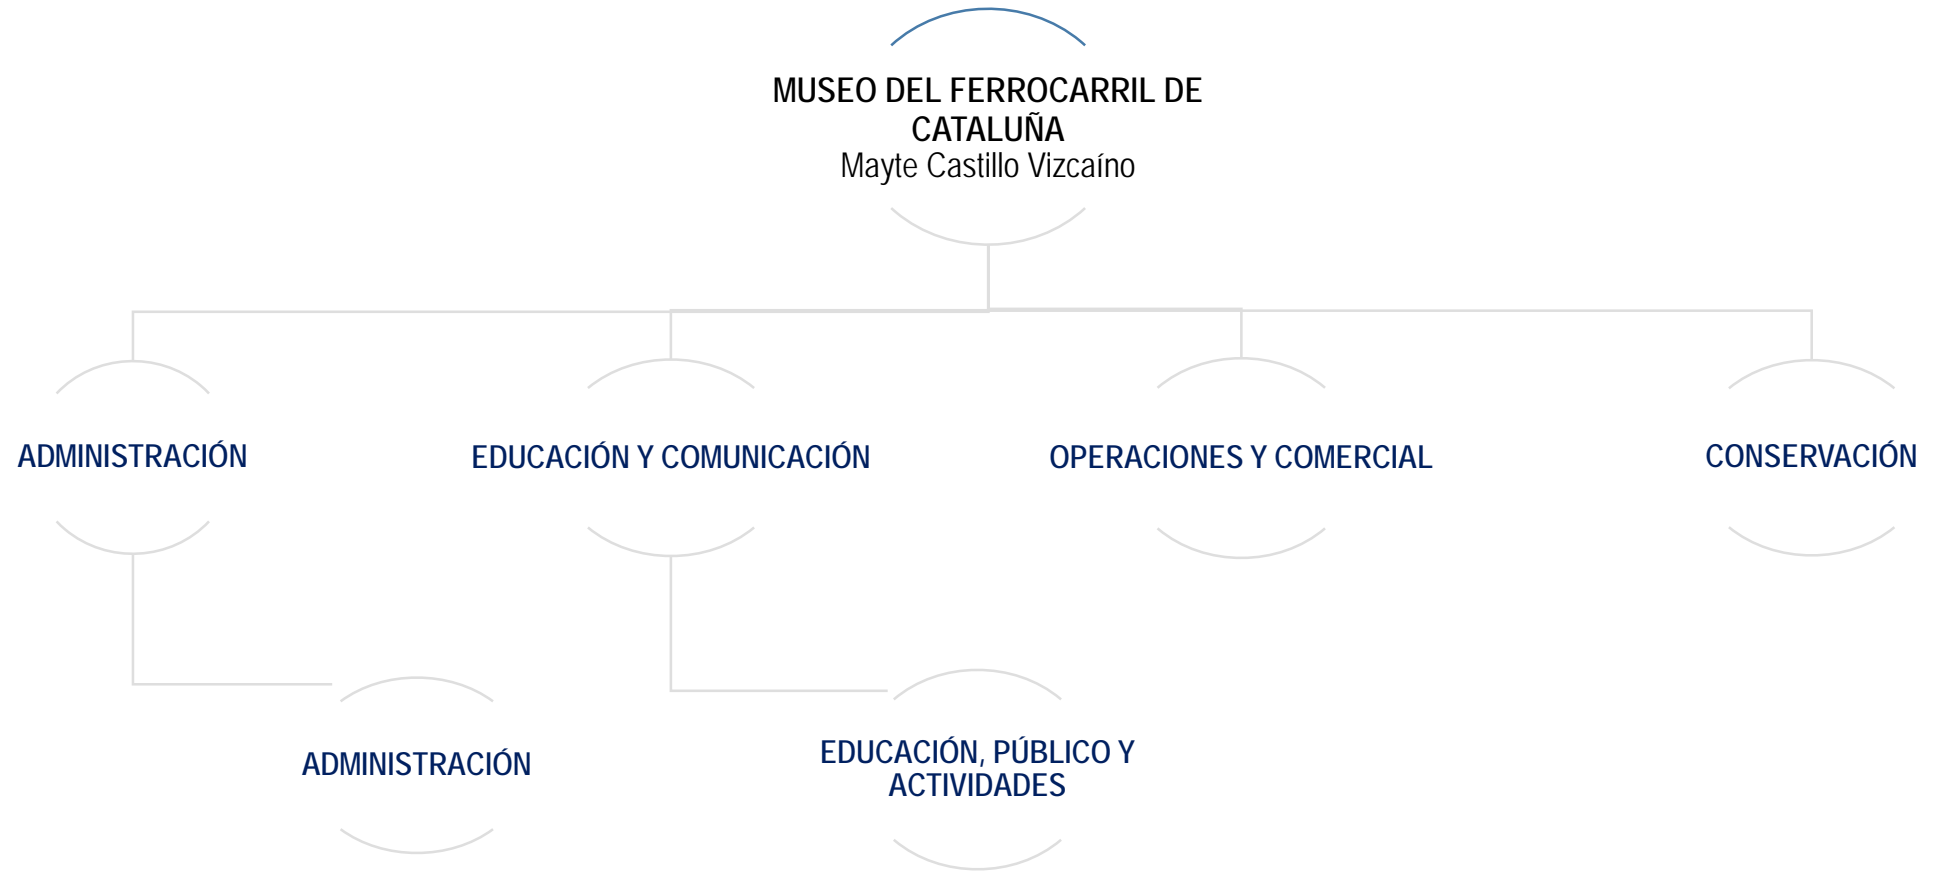 MUSEO DEL FERROCARRIL DE
CATALUÑA
Mayte Castillo Vizcaíno
ADMINISTRACIÓN
EDUCACIÓN Y COMUNICACIÓN
OPERACIONES Y COMERCIAL
CONSERVACIÓN
ADMINISTRACIÓN
EDUCACIÓN, PÚBLICO Y
ACTIVIDADES